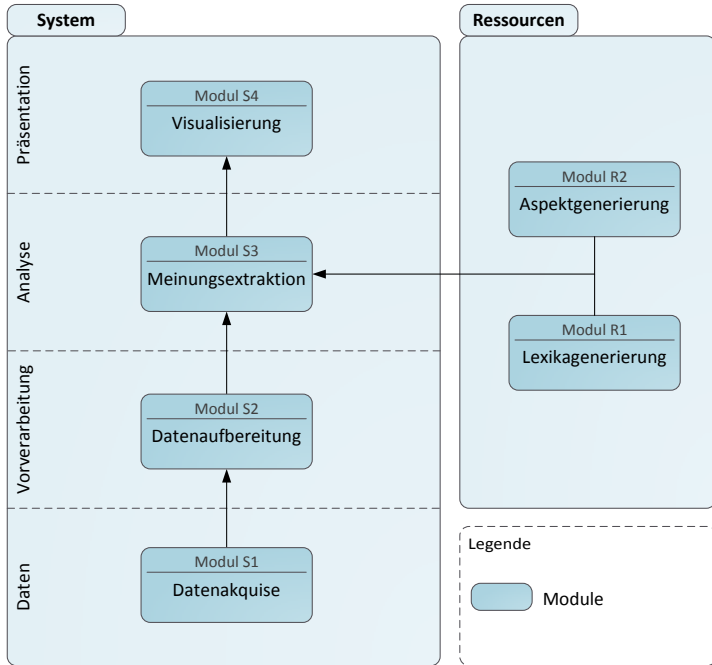 System
Präsentation
Modul S4
Visualisierung
Analyse
Modul S3
Meinungsextraktion
Vorverarbeitung
Modul S2
Datenaufbereitung
Daten
Modul S1
Datenakquise
Ressourcen
Modul R2
Aspektgenerierung
Modul R1
Lexikagenerierung
Legende
Module